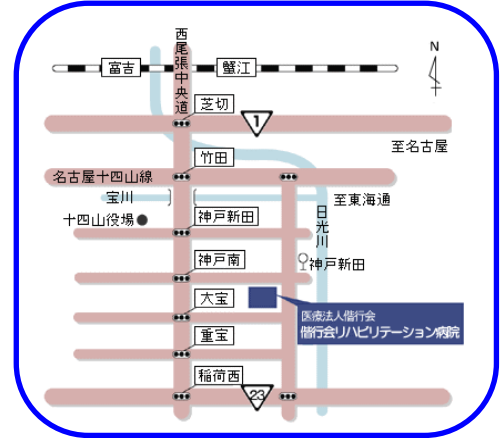 西尾張中央道
N
富吉
蟹江
芝切
1
至名古屋
竹田
名古屋十四山線
宝川
至東海通
十四山役場
神戸新田
日光川
神戸南
神戸新田
大宝
医療法人偕行会
偕行会リハビリテーション病院
重宝
稲荷西
23